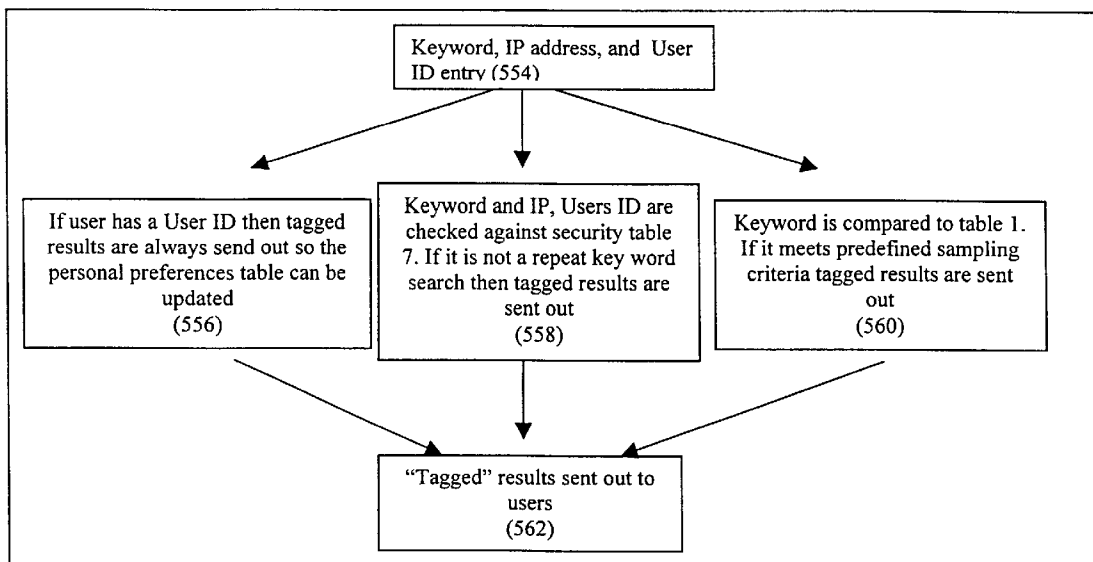 Keyword, IP address, and User
ID entry (554)
If user has a User ID then tagged
results are always send out so the
personal preferences table can be
updated
(556)
Keyword and IP, Users ID are
checked against security table
7. If it is not a repeat key word
search then tagged results are
sent out
(558)
Keyword is compared to table 1.
If it meets predefined sampling
criteria tagged results are sent
out
(560)
“Tagged” results sent out to
users
(562)